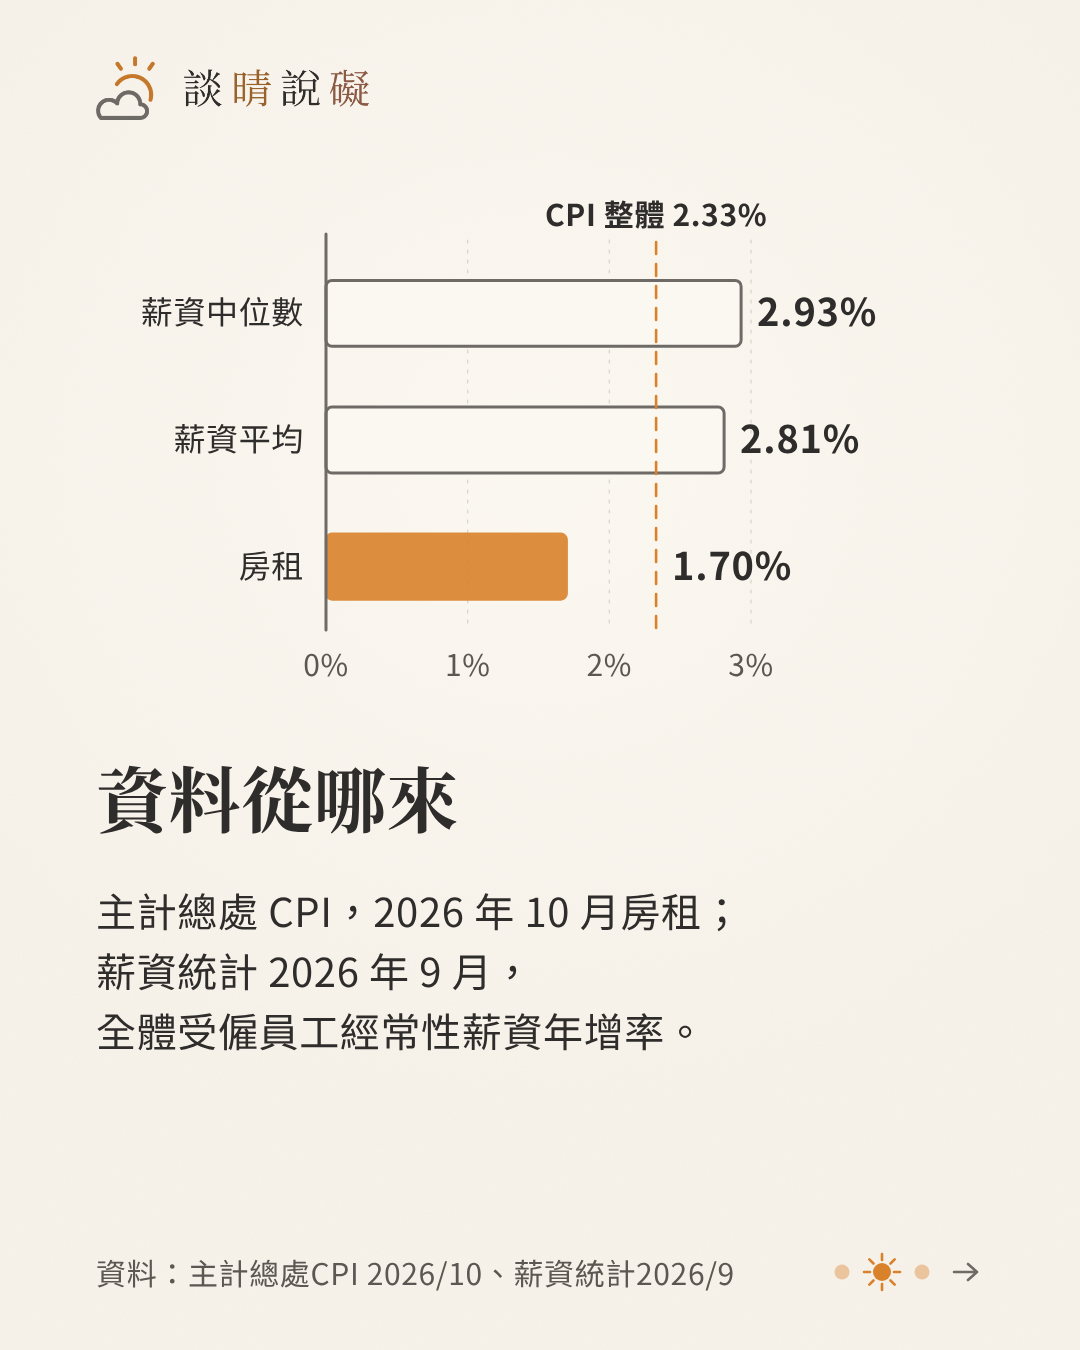 談晴說礙
CPI 整體 2.33%
薪資中位數 2.93%
薪資平均 2.81%
房租 1.70%
0% 1% 2% 3%
資料從哪來
主計總處 CPI，2026 年 10 月房租；
薪資統計 2026 年 9 月，
全體受僱員工經常性薪資年增率。
資料：主計總處CPI 2026/10、薪資統計2026/9